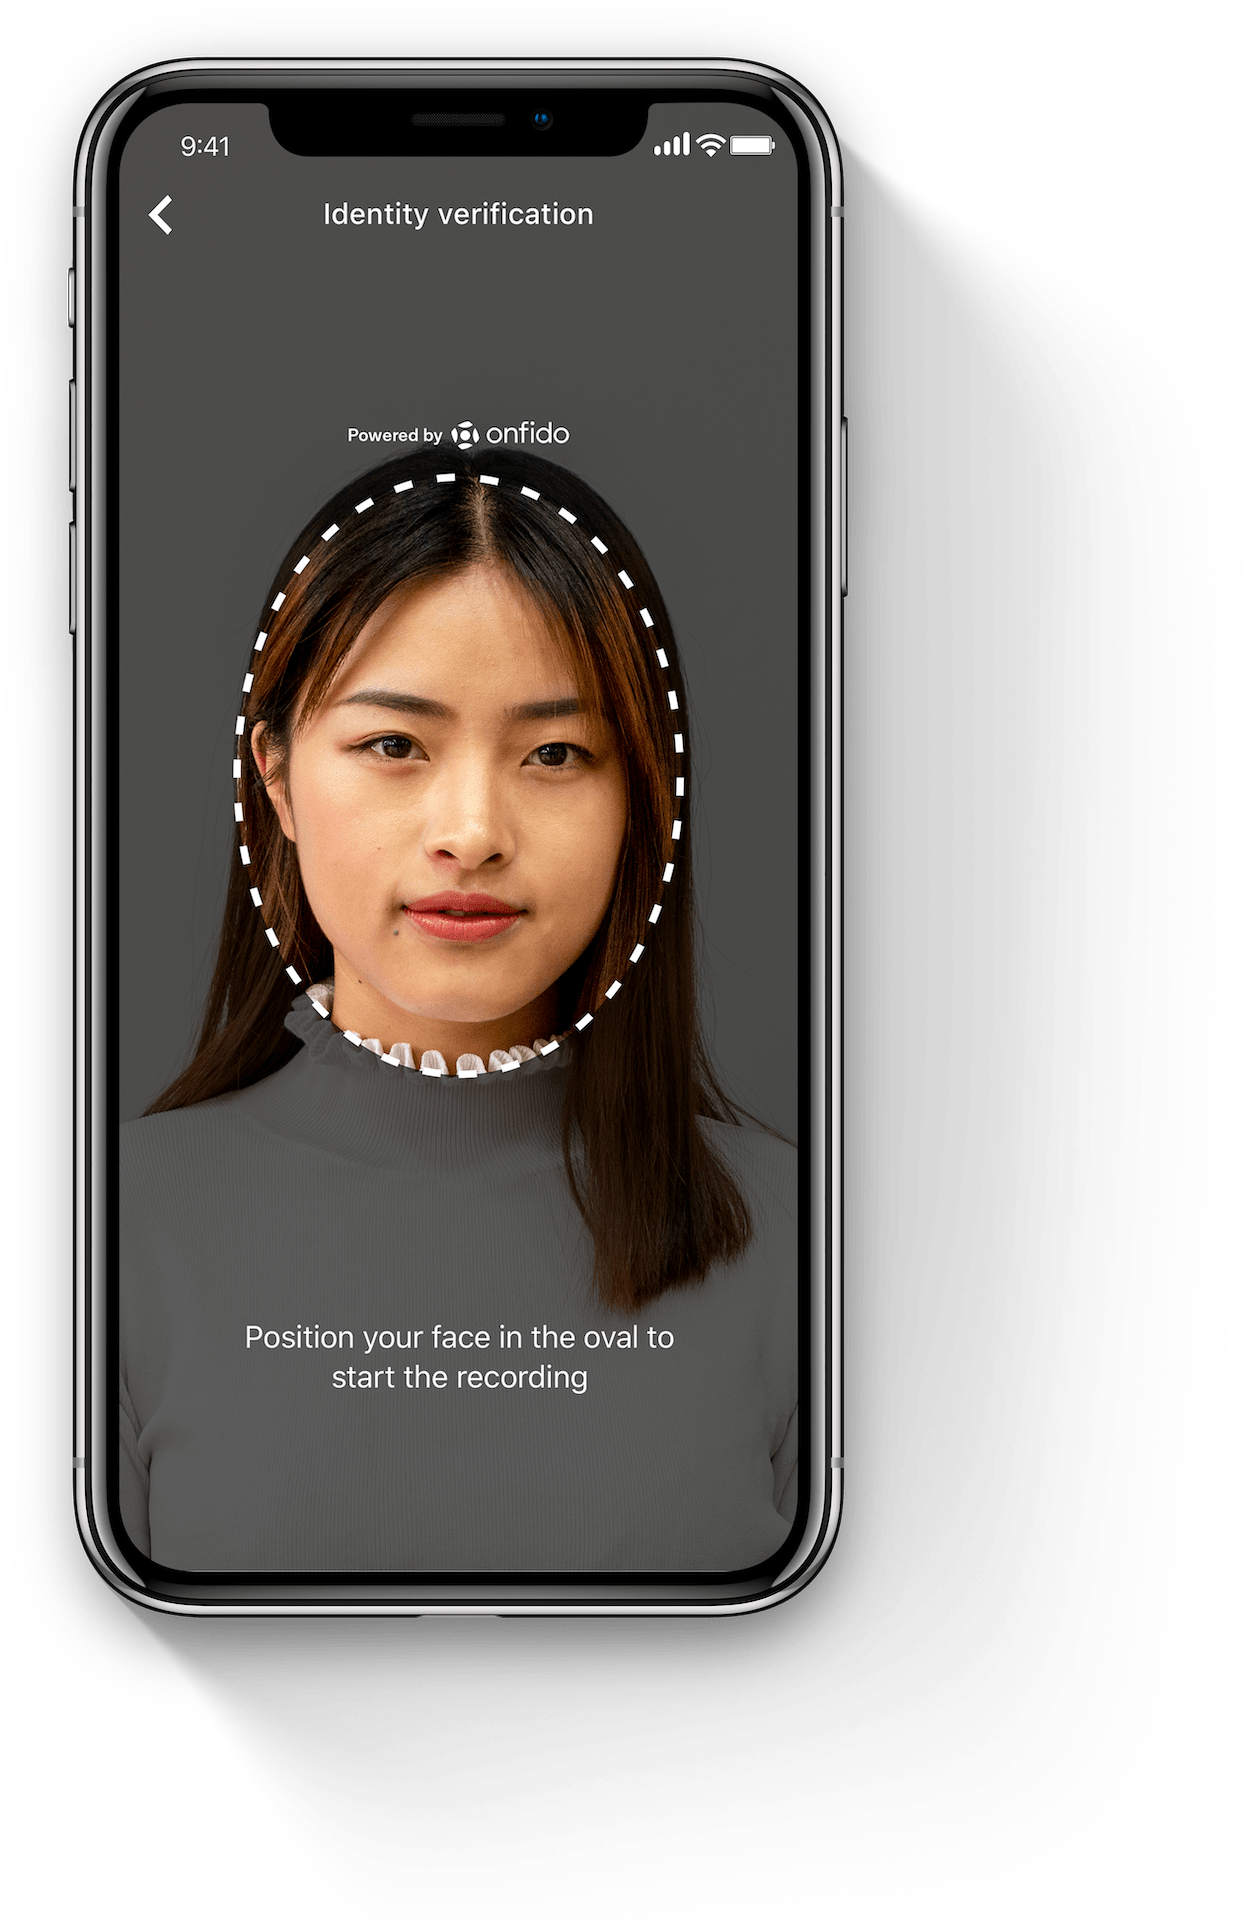 9:41
Identity verification
Powered by onfido
Position your face in the oval to
start the recording